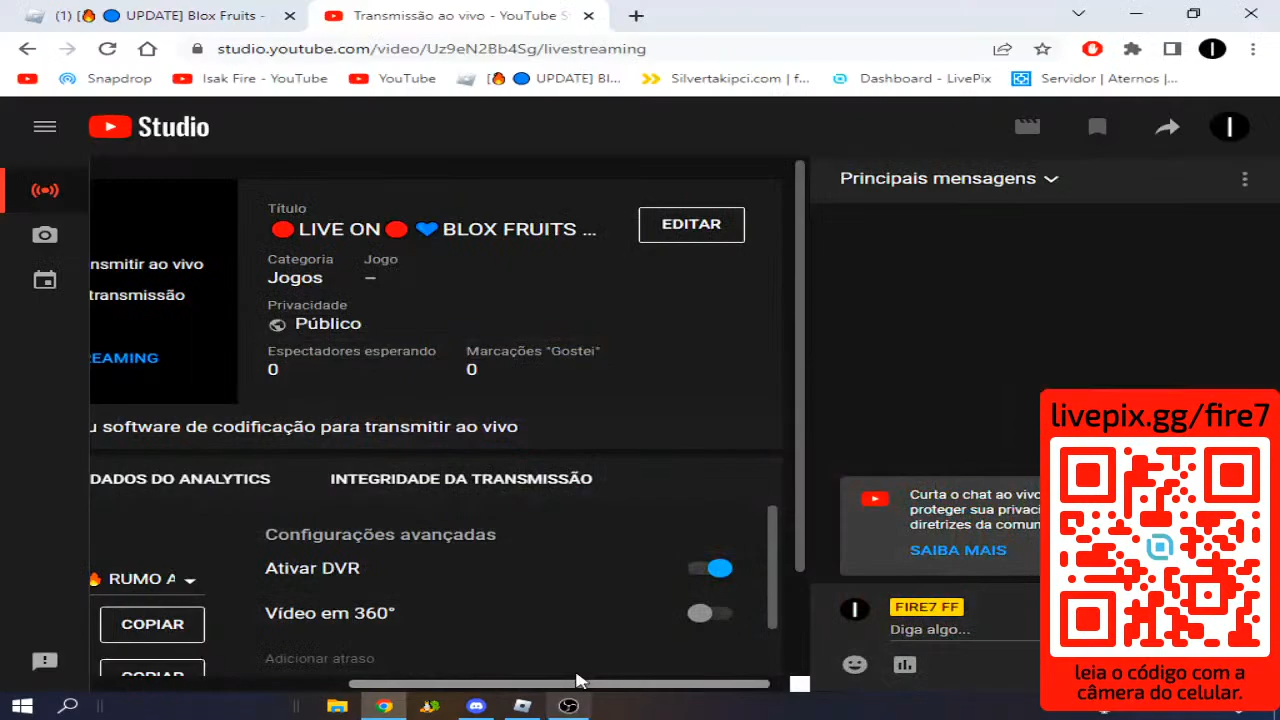 (1) [🔥 🔵 UPDATE] Blox Fruits -
Transmissão ao vivo - YouTube S
studio.youtube.com/video/Uz9eN2Bb4Sg/livestreaming
Snapdrop
Isak Fire - YouTube
YouTube
[🔥 🔵 UPDATE] Bl...
Silvertakipci.com | f...
Dashboard - LivePix
Servidor | Aternos |...
Studio
Principais mensagens
nsmitir ao vivo
transmissão
REAMING
Título
🔴LIVE ON🔴 💙BLOX FRUITS ...
EDITAR
Categoria Jogo
Jogos –
Privacidade
Público
Espectadores esperando Marcações "Gostei"
0 0
u software de codificação para transmitir ao vivo
DADOS DO ANALYTICS INTEGRIDADE DA TRANSMISSÃO
Configurações avançadas
Ativar DVR
🔥 RUMO A
Vídeo em 360°
COPIAR
Adicionar atraso
COPIAR
Curta o chat ao vivo
proteger sua privaci
diretrizes da comun
SAIBA MAIS
FIRE7 FF
Diga algo...
livepix.gg/fire7
leia o código com a
câmera do celular.